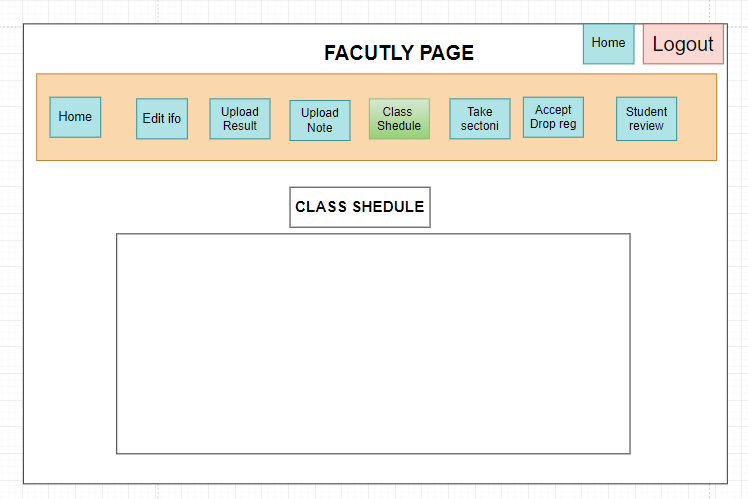 Home
Logout
FACUTLY PAGE
Home
Edit ifo
Upload
Result
Upload
Note
Class
Shedule
Take
sectoni
Accept
Drop reg
Student
review
CLASS SHEDULE